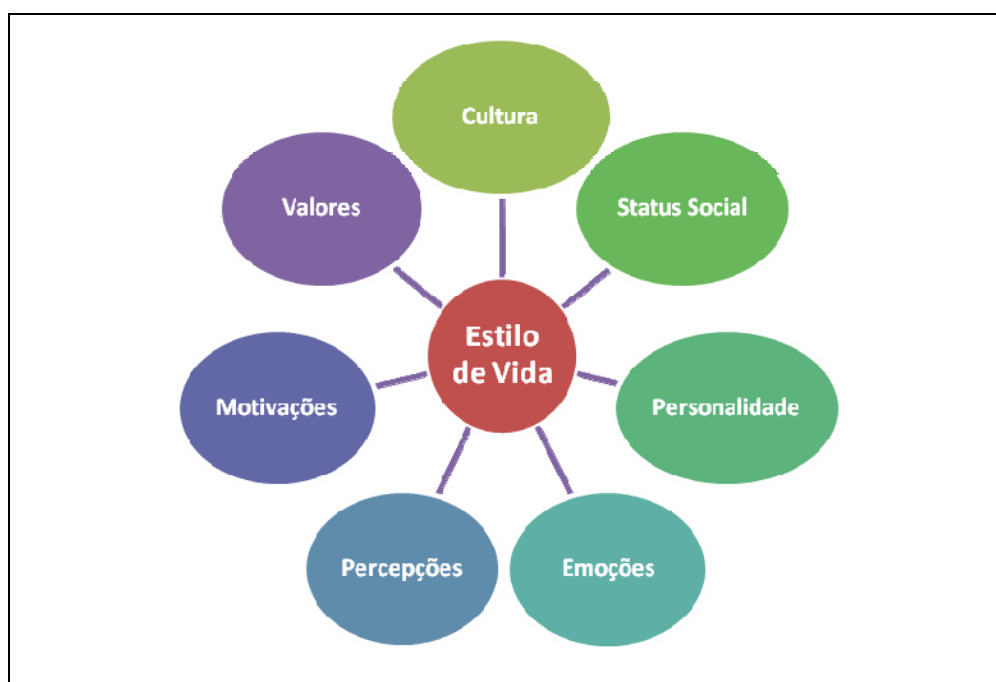 Cultura
Valores
Status Social
Estilo
de Vida
Motivações
Personalidade
Percepções
Emoções